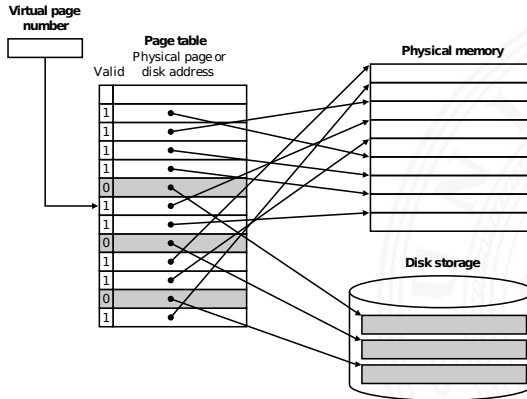 Virtual page
number
Page table
Physical page or
disk address
Valid
Physical memory
1
1
1
1
0
1
1
0
1
1
0
1
Disk storage